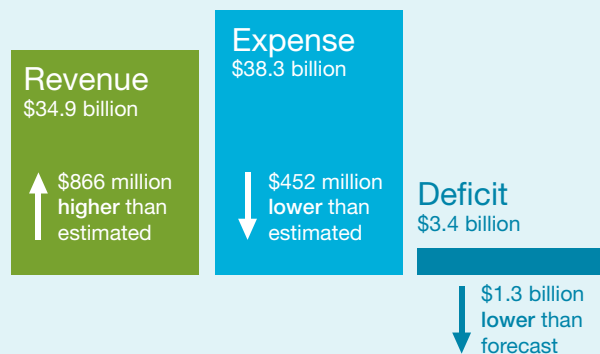 Revenue
$34.9 billion
$866 million
higher than
estimated
Expense
$38.3 billion
$452 million
lower than
estimated
Deficit
$3.4 billion
$1.3 billion
lower than
forecast